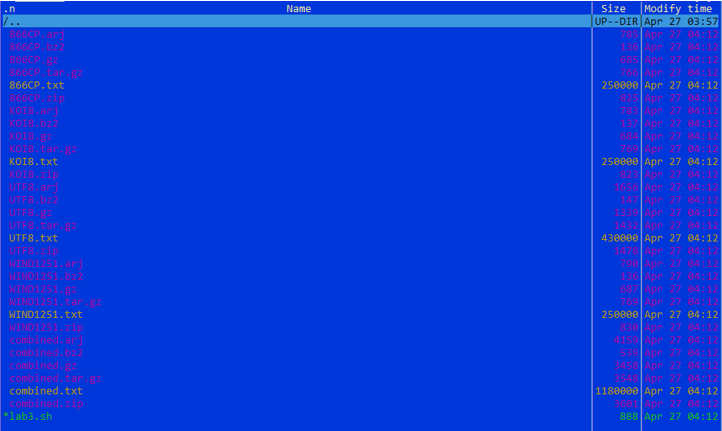 .n Name Size Modify time
/.. UP--DIR Apr 27 03:57
866CP.arj 785 Apr 27 04:12
866CP.bz2 136 Apr 27 04:12
866CP.gz 685 Apr 27 04:12
866CP.tar.gz 766 Apr 27 04:12
866CP.txt 250000 Apr 27 04:12
866CP.zip 825 Apr 27 04:12
KOI8.arj 783 Apr 27 04:12
KOI8.bz2 137 Apr 27 04:12
KOI8.gz 684 Apr 27 04:12
KOI8.tar.gz 769 Apr 27 04:12
KOI8.txt 250000 Apr 27 04:12
KOI8.zip 823 Apr 27 04:12
UTF8.arj 1656 Apr 27 04:12
UTF8.bz2 147 Apr 27 04:12
UTF8.gz 1339 Apr 27 04:12
UTF8.tar.gz 1432 Apr 27 04:12
UTF8.txt 430000 Apr 27 04:12
UTF8.zip 1478 Apr 27 04:12
WIND1251.arj 790 Apr 27 04:12
WIND1251.bz2 136 Apr 27 04:12
WIND1251.gz 687 Apr 27 04:12
WIND1251.tar.gz 769 Apr 27 04:12
WIND1251.txt 250000 Apr 27 04:12
WIND1251.zip 830 Apr 27 04:12
combined.arj 4159 Apr 27 04:12
combined.bz2 539 Apr 27 04:12
combined.gz 3458 Apr 27 04:12
combined.tar.gz 3548 Apr 27 04:12
combined.txt 1180000 Apr 27 04:12
combined.zip 3601 Apr 27 04:12
*lab3.sh 888 Apr 27 04:12